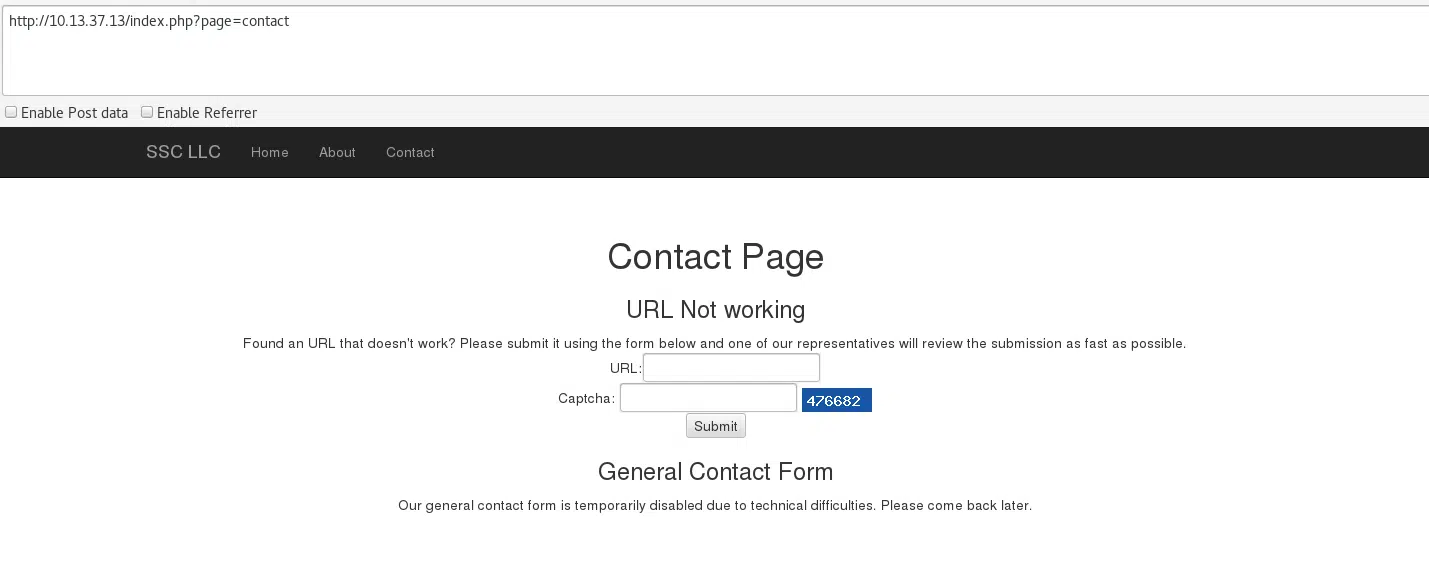 http://10.13.37.13/index.php?page=contact
Enable Post data Enable Referrer
SSC LLC Home About Contact
Contact Page
URL Not working
Found an URL that doesn't work? Please submit it using the form below and one of our representatives will review the submission as fast as possible.
URL:
Captcha: 476682
Submit
General Contact Form
Our general contact form is temporarily disabled due to technical difficulties. Please come back later.